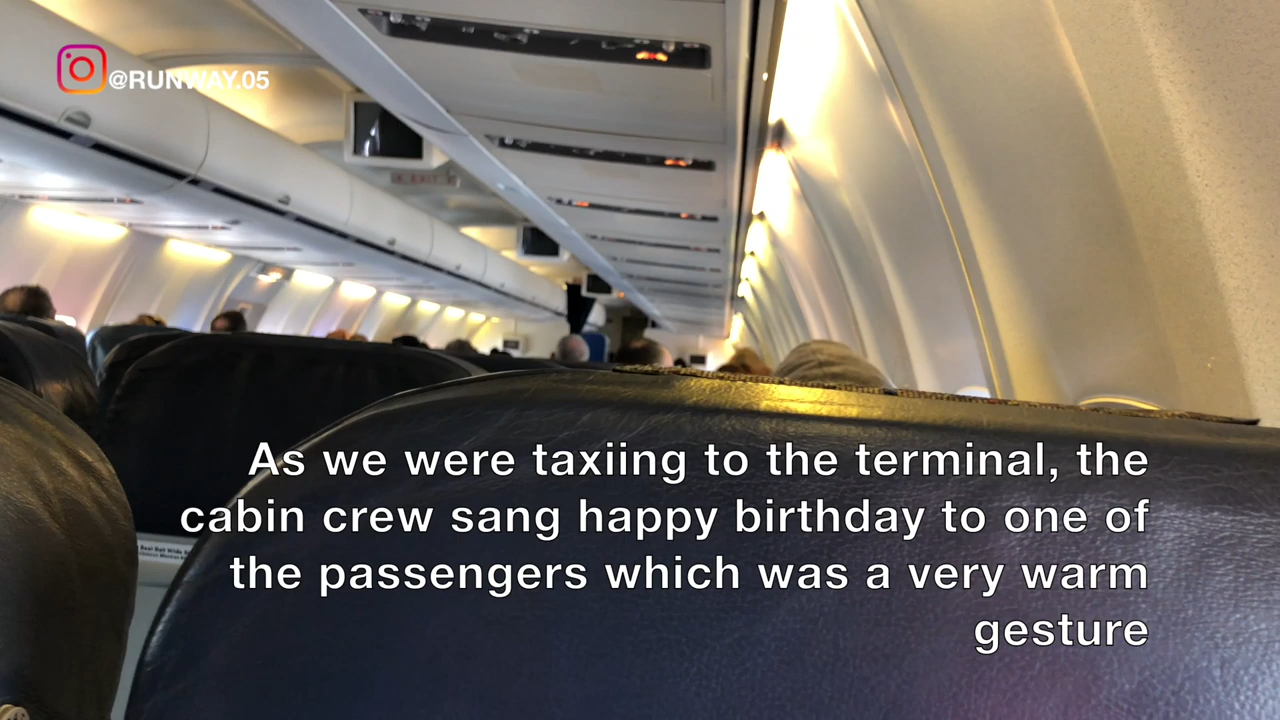 @RUNWAY.05
EXIT
As we were taxiing to the terminal, the
cabin crew sang happy birthday to one of
the passengers which was a very warm
gesture